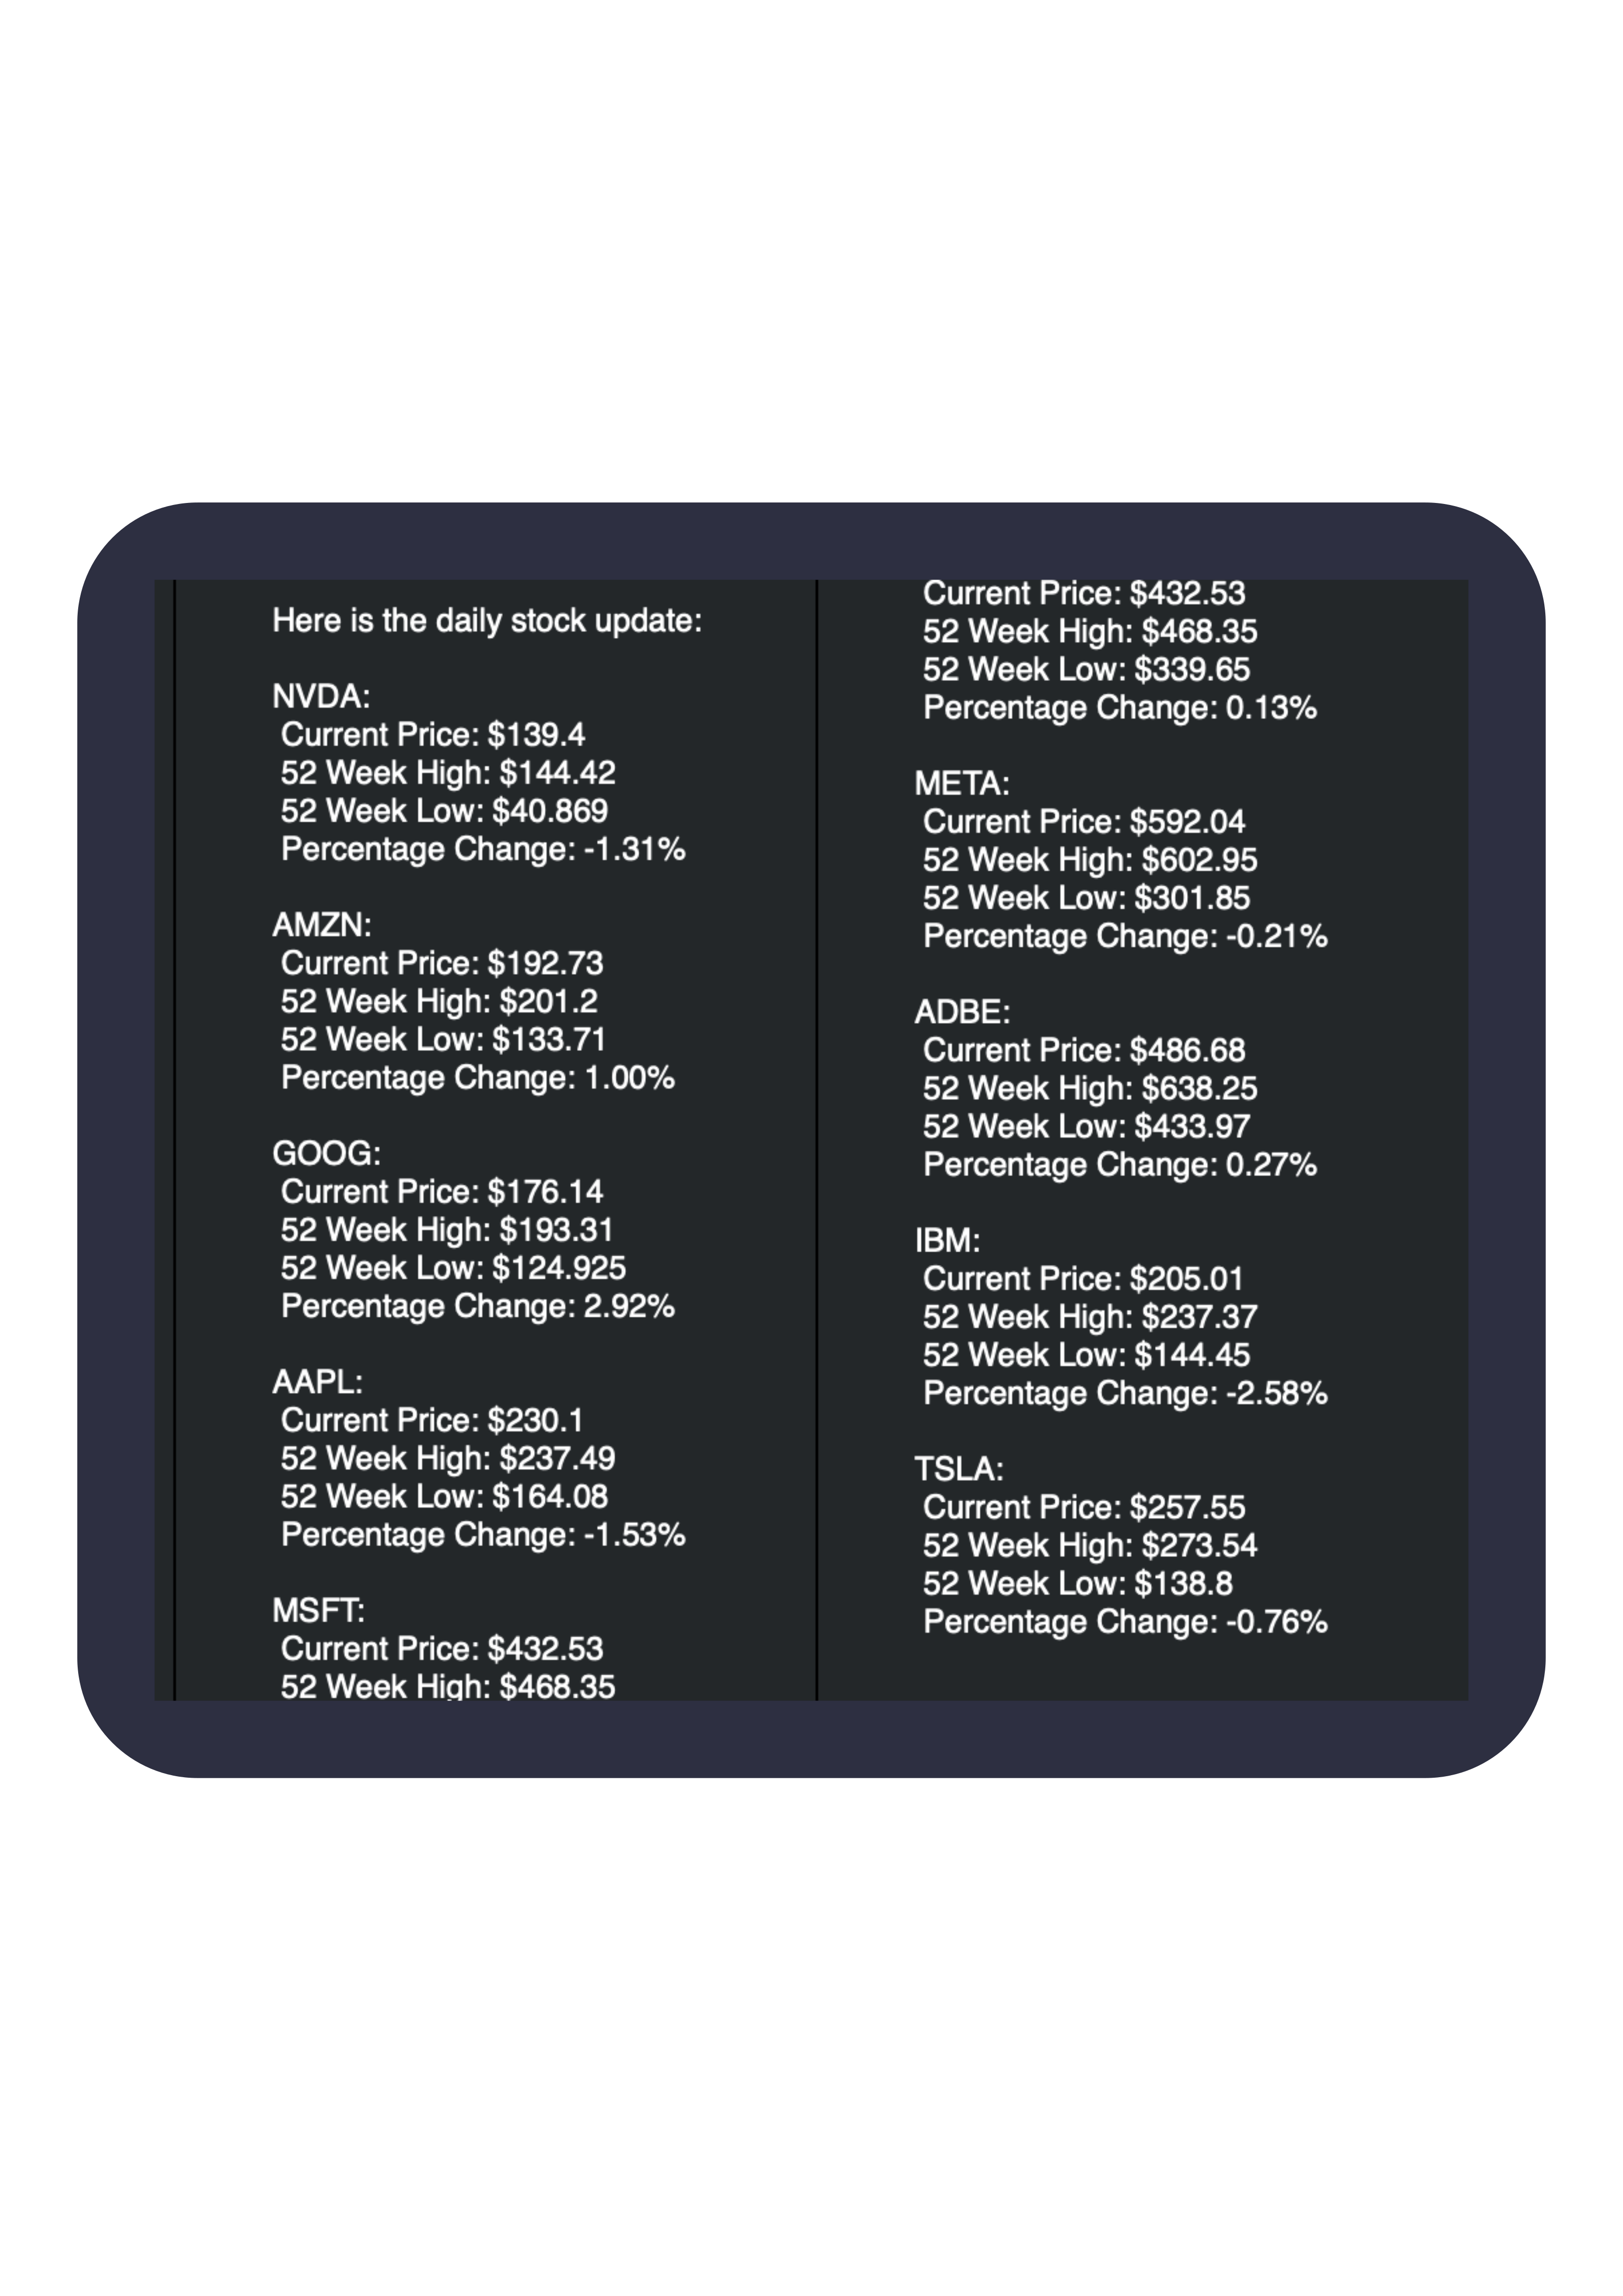 Here is the daily stock update:
NVDA:
Current Price: $139.4
52 Week High: $144.42
52 Week Low: $40.869
Percentage Change: -1.31%
AMZN:
Current Price: $192.73
52 Week High: $201.2
52 Week Low: $133.71
Percentage Change: 1.00%
GOOG:
Current Price: $176.14
52 Week High: $193.31
52 Week Low: $124.925
Percentage Change: 2.92%
AAPL:
Current Price: $230.1
52 Week High: $237.49
52 Week Low: $164.08
Percentage Change: -1.53%
MSFT:
Current Price: $432.53
52 Week High: $468.35
Current Price: $432.53
52 Week High: $468.35
52 Week Low: $339.65
Percentage Change: 0.13%
META:
Current Price: $592.04
52 Week High: $602.95
52 Week Low: $301.85
Percentage Change: -0.21%
ADBE:
Current Price: $486.68
52 Week High: $638.25
52 Week Low: $433.97
Percentage Change: 0.27%
IBM:
Current Price: $205.01
52 Week High: $237.37
52 Week Low: $144.45
Percentage Change: -2.58%
TSLA:
Current Price: $257.55
52 Week High: $273.54
52 Week Low: $138.8
Percentage Change: -0.76%